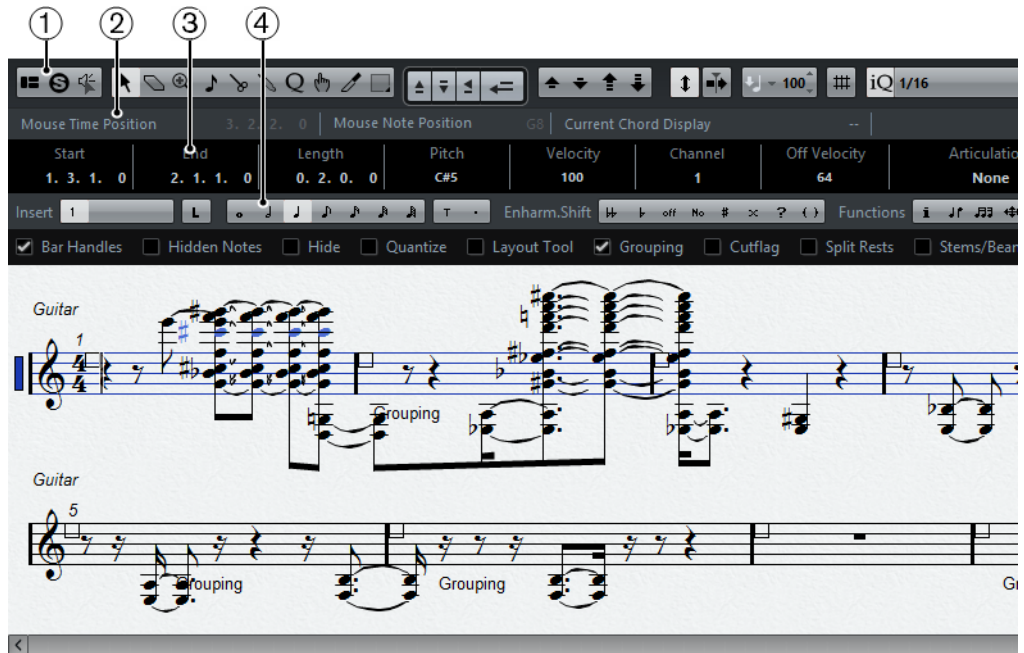 1 2 3 4
100 iQ 1/16
Mouse Time Position 3. 2. 2. 0 Mouse Note Position G8 Current Chord Display --
Start End Length Pitch Velocity Channel Off Velocity Articulatio
1. 3. 1. 0 2. 1. 1. 0 0. 2. 0. 0 C#5 100 1 64 None
Insert 1 L T . Enharm.Shift bb b off No # x ? ( ) Functions i
Bar Handles Hidden Notes Hide Quantize Layout Tool Grouping Cutflag Split Rests Stems/Bear
Guitar
1
4
4
Grouping
Guitar
5
Grouping Grouping Gr